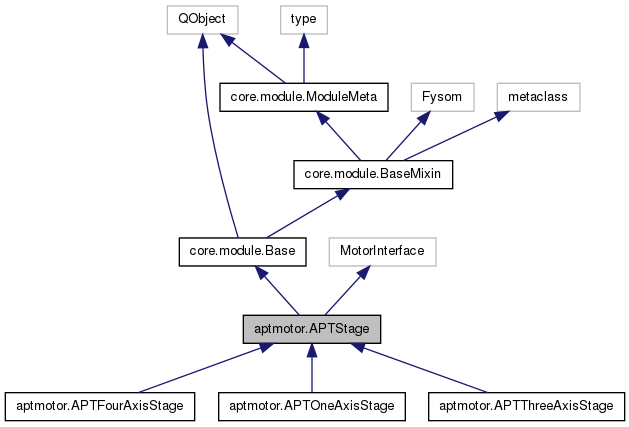 QObject
type
core.module.ModuleMeta
Fysom
metaclass
core.module.BaseMixin
core.module.Base
MotorInterface
aptmotor.APTStage
aptmotor.APTFourAxisStage
aptmotor.APTOneAxisStage
aptmotor.APTThreeAxisStage